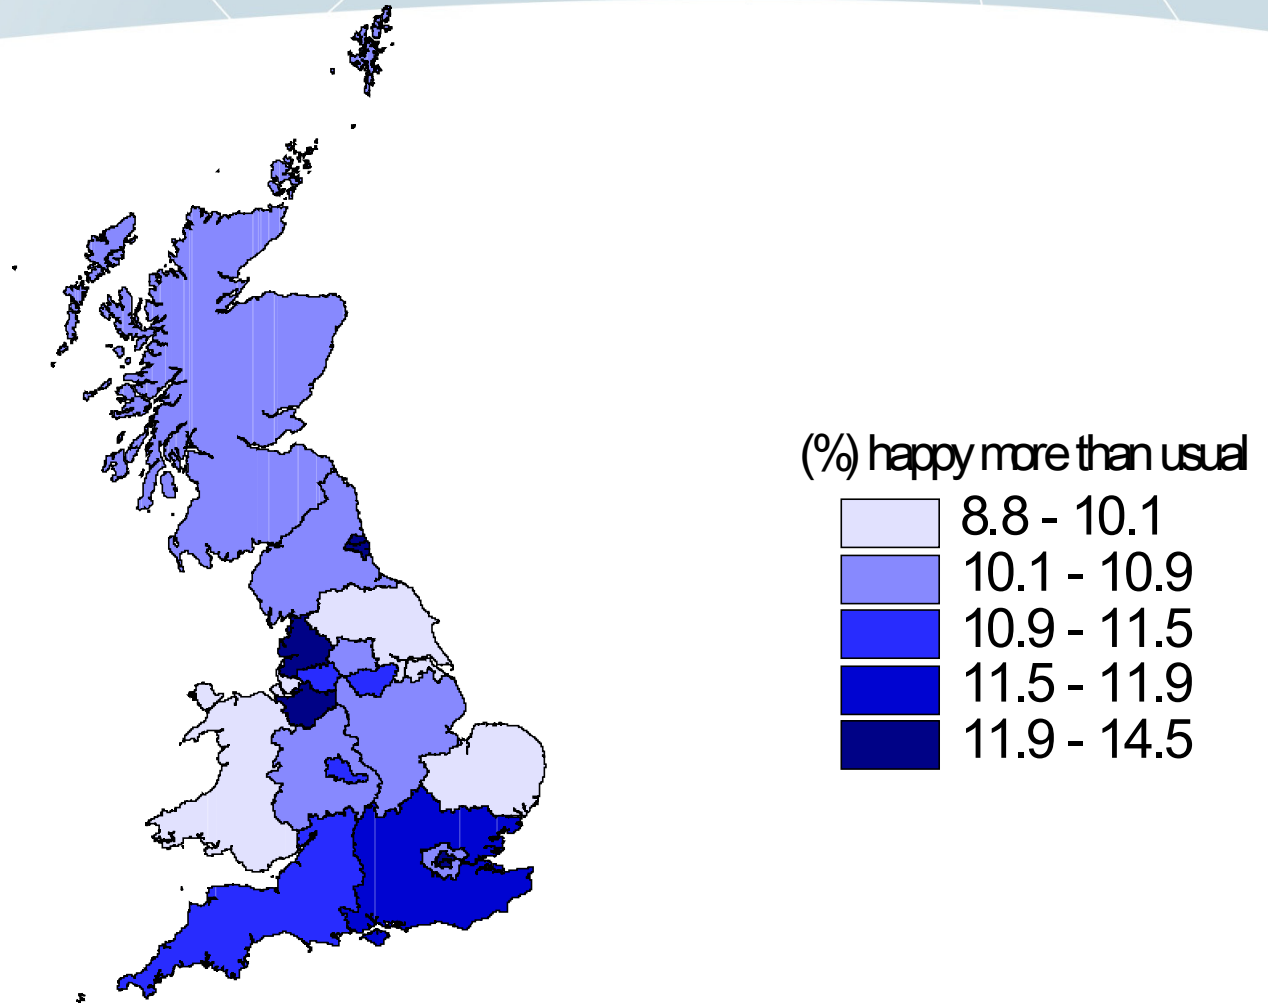 (%) happy more than usual
8.8 - 10.1
10.1 - 10.9
10.9 - 11.5
11.5 - 11.9
11.9 - 14.5